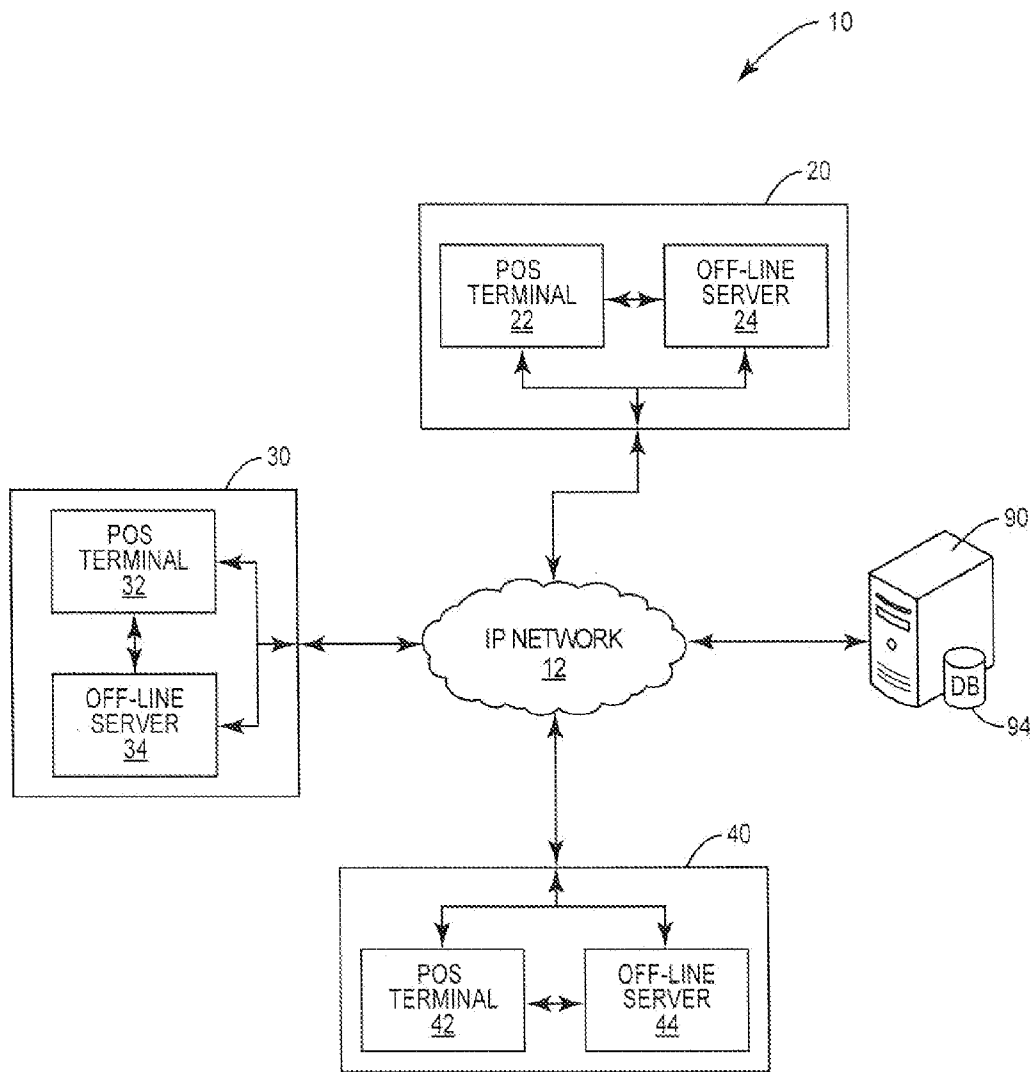 10
20
POS
TERMINAL
22
OFF-LINE
SERVER
24
30
POS
TERMINAL
32
OFF-LINE
SERVER
34
IP NETWORK
12
90
DB
94
40
POS
TERMINAL
42
OFF-LINE
SERVER
44